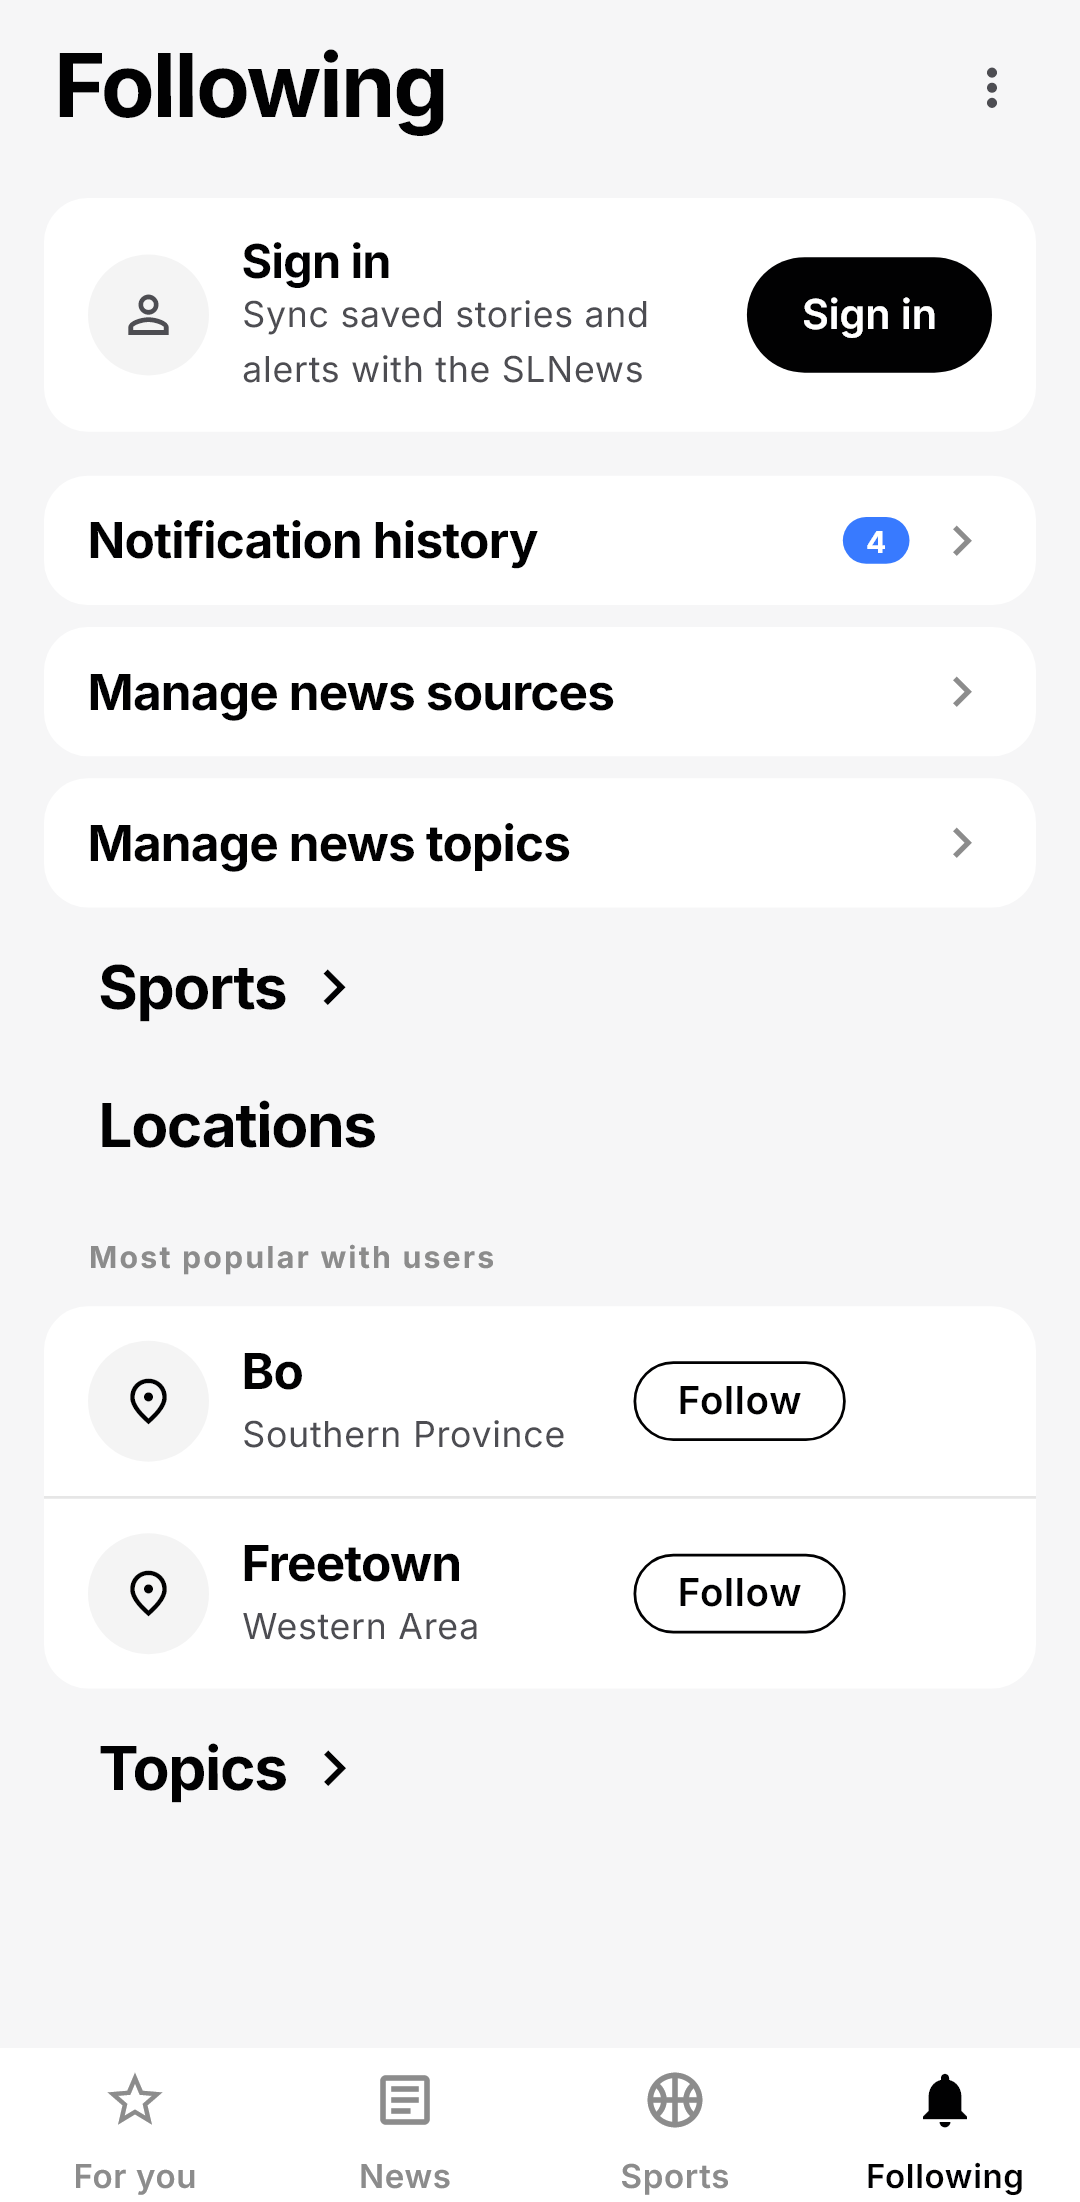 Following
Sign in
Sync saved stories and
alerts with the SLNews
Sign in
Notification history
4
Manage news sources
Manage news topics
Sports
Locations
Most popular with users
Bo
Southern Province
Follow
Freetown
Western Area
Follow
Topics
For you
News
Sports
Following